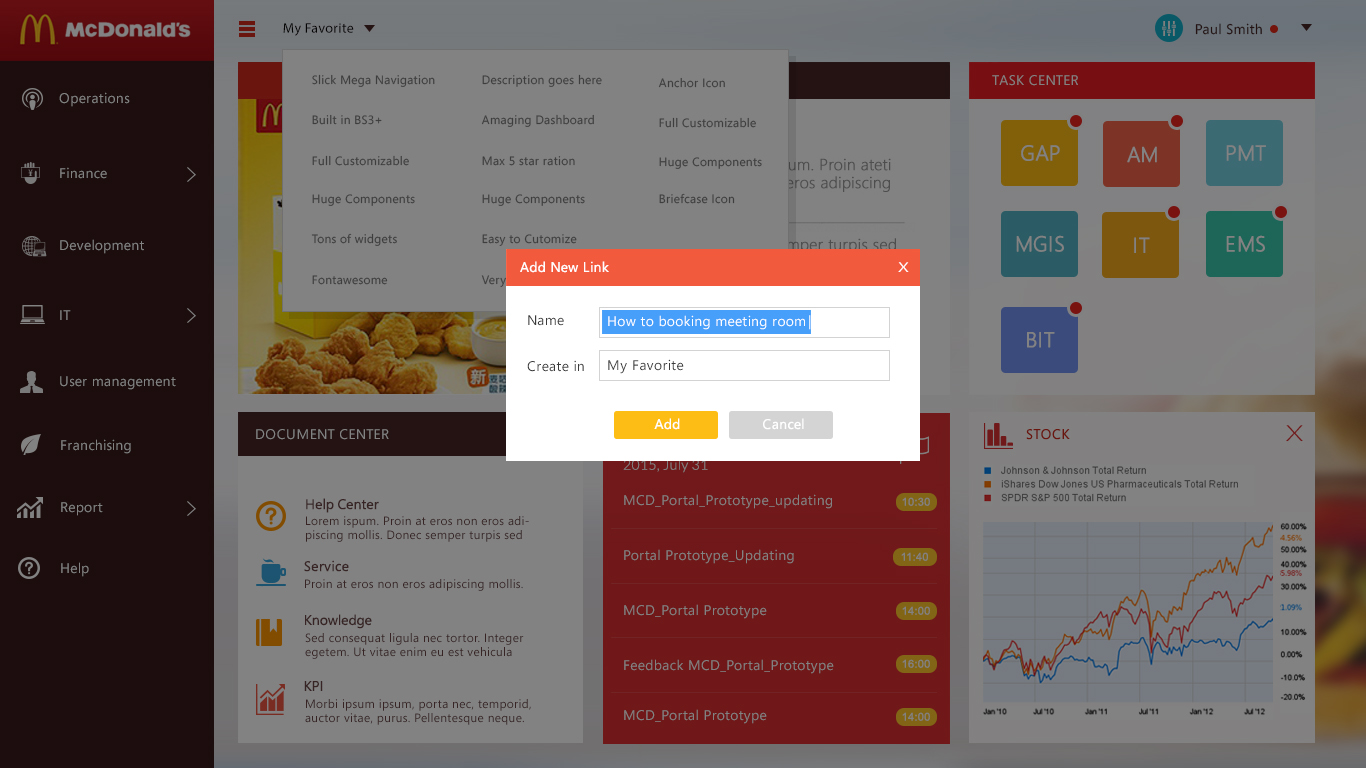 McDonald's
My Favorite
Paul Smith
Operations
Finance
Development
IT
User management
Franchising
Report
Help
Slick Mega Navigation
Description goes here
Anchor Icon
Built in BS3+
Amaging Dashboard
Full Customizable
Full Customizable
Max 5 star ration
Huge Components
Huge Components
Huge Components
Briefcase Icon
Tons of widgets
Easy to Cutomize
Fontawesome
Very
um. Proin ateti
eros adipiscing
mper turpis sed
新
TASK CENTER
GAP
AM
PMT
MGIS
IT
EMS
BIT
Add New Link
X
Name
How to booking meeting room
Create in
My Favorite
Add
Cancel
DOCUMENT CENTER
Help Center
Lorem ispum. Proin at eros non eros adi-
piscing mollis. Donec semper turpis sed
Service
Proin at eros non eros adipiscing mollis.
Knowledge
Sed consequat ligula nec tortor. Integer
egetem. Ut vitae enim eu est vehicula
KPI
Morbi ipsum ipsum, porta nec, temporid,
auctor vitae, purus. Pellentesque neque.
2015, July 31
MCD_Portal_Prototype_updating
10:30
Portal Prototype_Updating
11:40
MCD_Portal Prototype
14:00
Feedback MCD_Portal_Prototype
16:00
MCD_Portal Prototype
14:00
STOCK
Johnson & Johnson Total Return
iShares Dow Jones US Pharmaceuticals Total Return
SPDR S&P 500 Total Return
60.00%
4.56%
50.00%
40.00%
5.98%
30.00%
1.09%
10.00%
0.00%
-10.0%
-20.0%
Jan '10
Jul '10
Jan '11
Jul '11
Jan '12
Jul '12